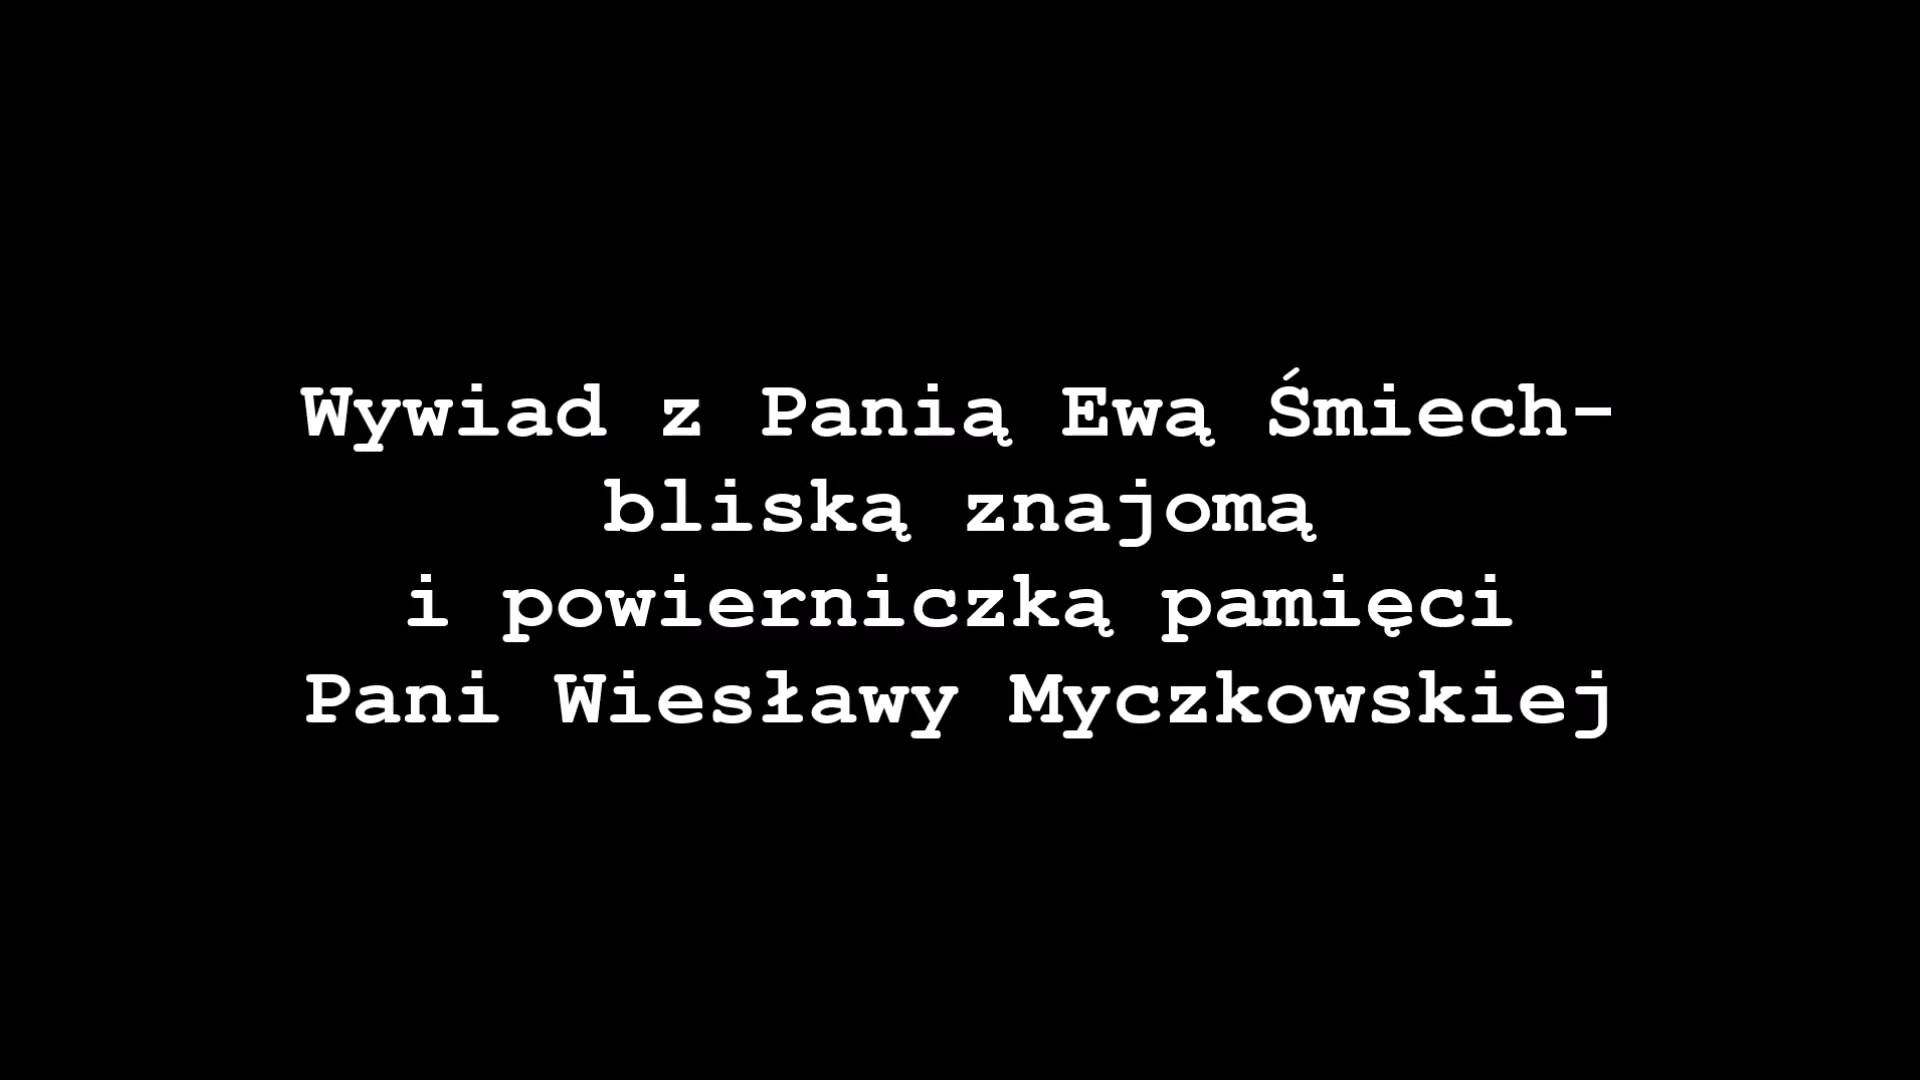 Wywiad z Panią Ewą Śmiech-
bliską znajomą
i powierniczką pamięci
Pani Wiesławy Myczkowskiej